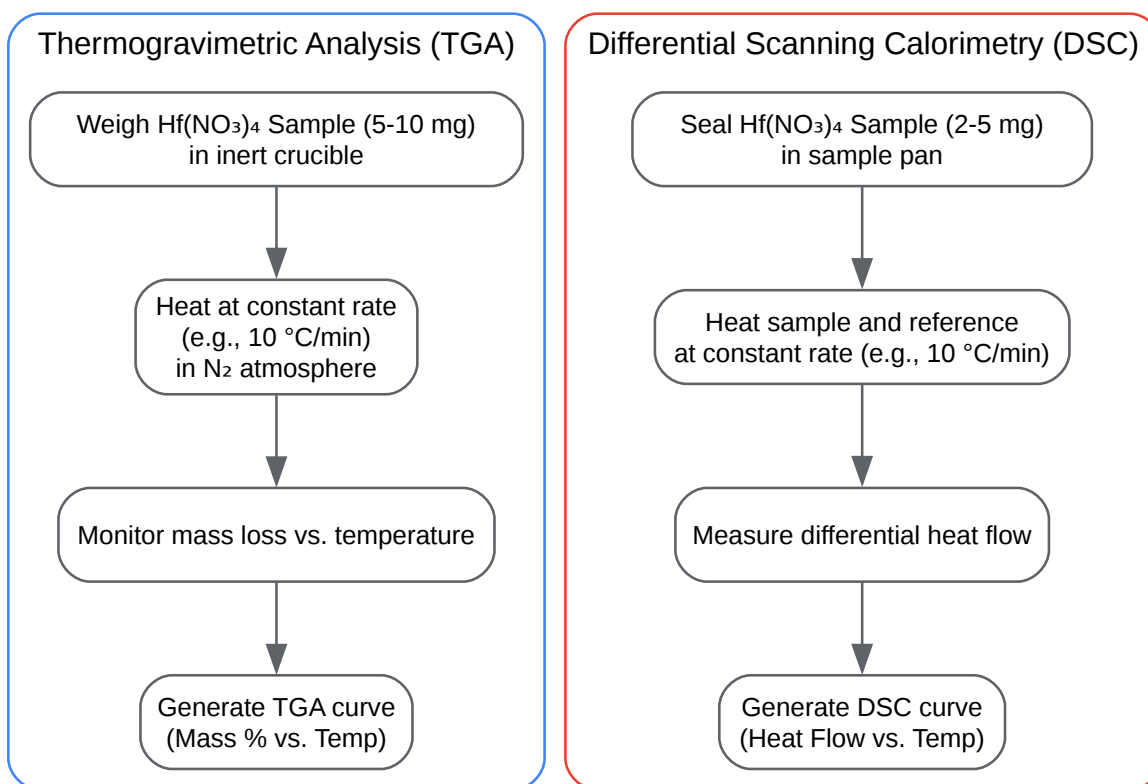 Thermogravimetric Analysis (TGA)
Weigh Hf(NO₃)₄ Sample (5-10 mg)
in inert crucible
Heat at constant rate
(e.g., 10 °C/min)
in N₂ atmosphere
Monitor mass loss vs. temperature
Generate TGA curve
(Mass % vs. Temp)
Differential Scanning Calorimetry (DSC)
Seal Hf(NO₃)₄ Sample (2-5 mg)
in sample pan
Heat sample and reference
at constant rate (e.g., 10 °C/min)
Measure differential heat flow
Generate DSC curve
(Heat Flow vs. Temp)